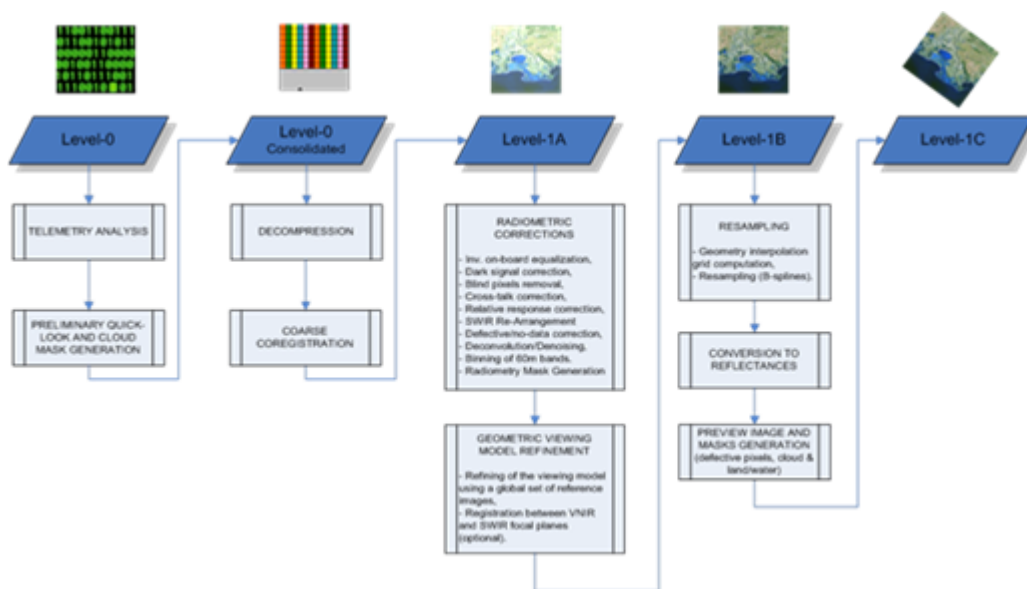 Level-0
Level-0
Consolidated
Level-1A
Level-1B
Level-1C
TELEMETRY ANALYSIS
PRELIMINARY QUICK-
LOOK AND CLOUD
MASK GENERATION
DECOMPRESSION
COARSE
COREGISTRATION
RADIOMETRIC
CORRECTIONS
- Inv. on-board equalization,
- Dark signal correction,
- Blind pixels removal,
- Cross-talk correction,
- Relative response correction,
- SWIR Re-Arrangement
- Defective/no-data correction,
- Deconvolution/Denoising,
- Binning of 60m bands.
- Radiometry Mask Generation
GEOMETRIC VIEWING
MODEL REFINEMENT
- Refining of the viewing model
using a global set of reference
images,
- Registration between VNIR
and SWIR focal planes
(optional).
RESAMPLING
- Geometry interpolation
grid computation,
- Resampling (B-splines).
CONVERSION TO
REFLECTANCES
PREVIEW IMAGE AND
MASKS GENERATION
(defective pixels, cloud &
land/water)